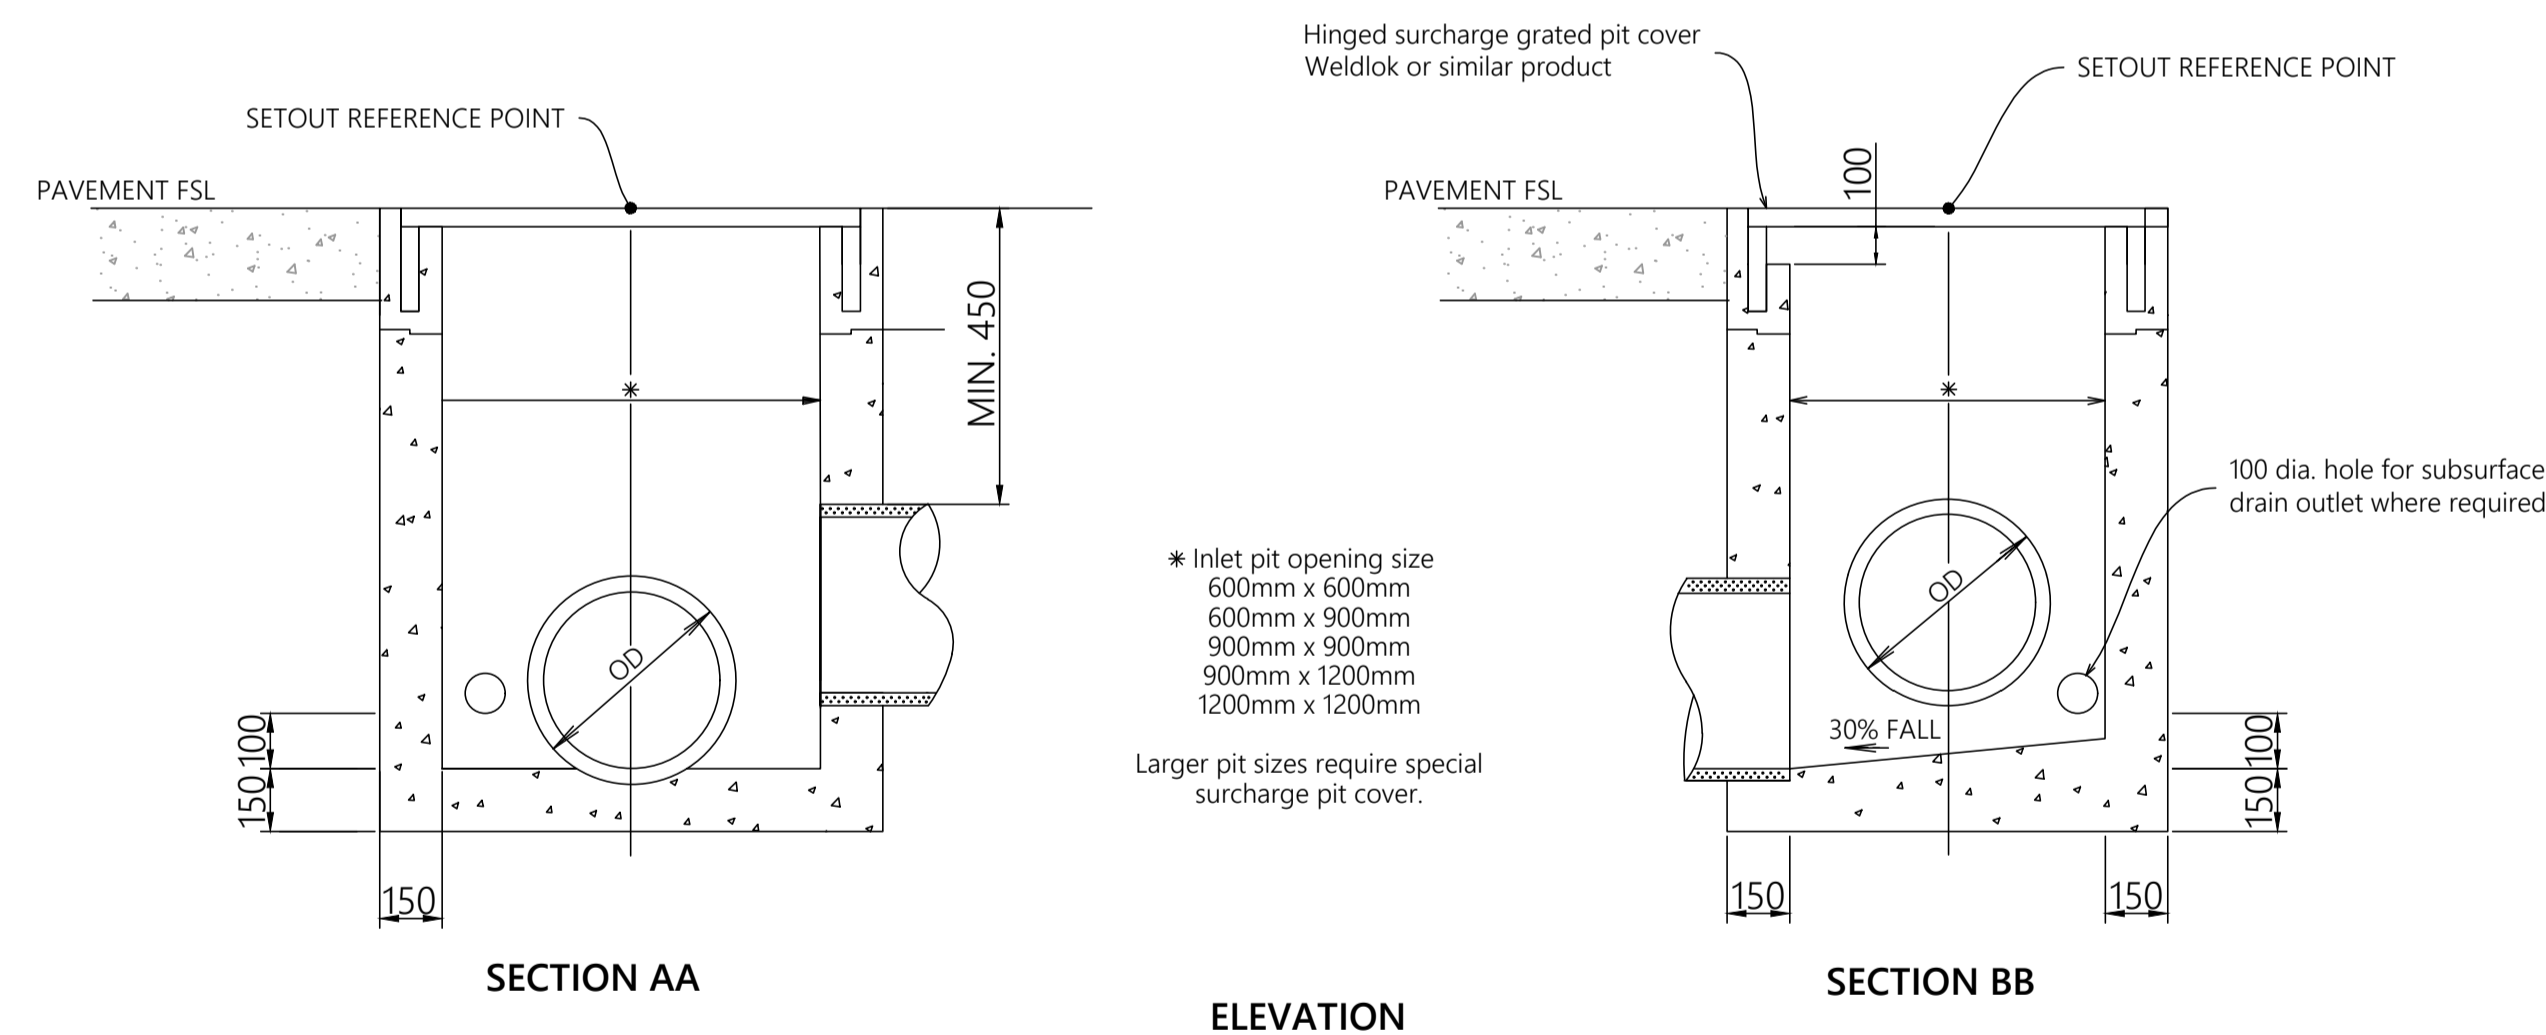 Hinged surcharge grated pit cover
Weldlok or similar product
SETOUT REFERENCE POINT
SETOUT REFERENCE POINT
PAVEMENT FSL
PAVEMENT FSL
100
MIN. 450
*
*
100 dia. hole for subsurface
drain outlet where required
* Inlet pit opening size
600mm x 600mm
600mm x 900mm
900mm x 900mm
900mm x 1200mm
1200mm x 1200mm
Larger pit sizes require special
surcharge pit cover.
OD
OD
30% FALL
100
150
100
150
150
150
150
SECTION AA
SECTION BB
ELEVATION